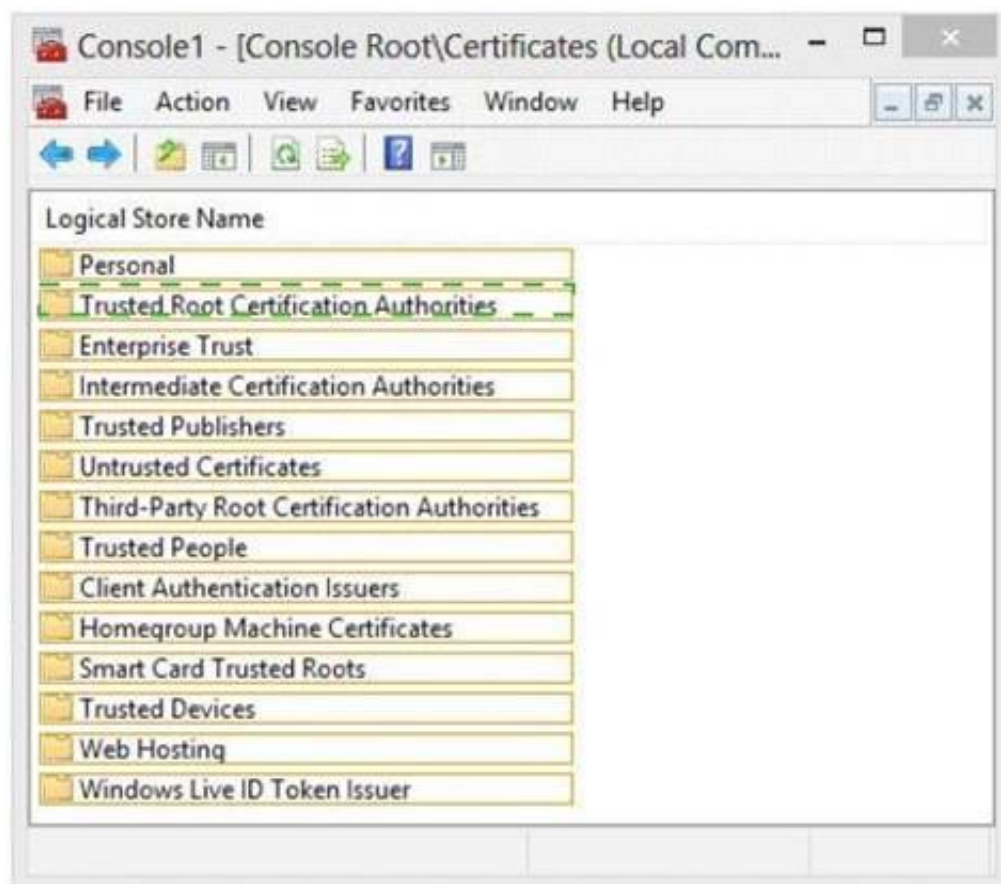 Console1 - [Console Root\Certificates (Local Com...
File Action View Favorites Window Help
Logical Store Name
Personal
Trusted Root Certification Authorities
Enterprise Trust
Intermediate Certification Authorities
Trusted Publishers
Untrusted Certificates
Third-Party Root Certification Authorities
Trusted People
Client Authentication Issuers
Homegroup Machine Certificates
Smart Card Trusted Roots
Trusted Devices
Web Hosting
Windows Live ID Token Issuer